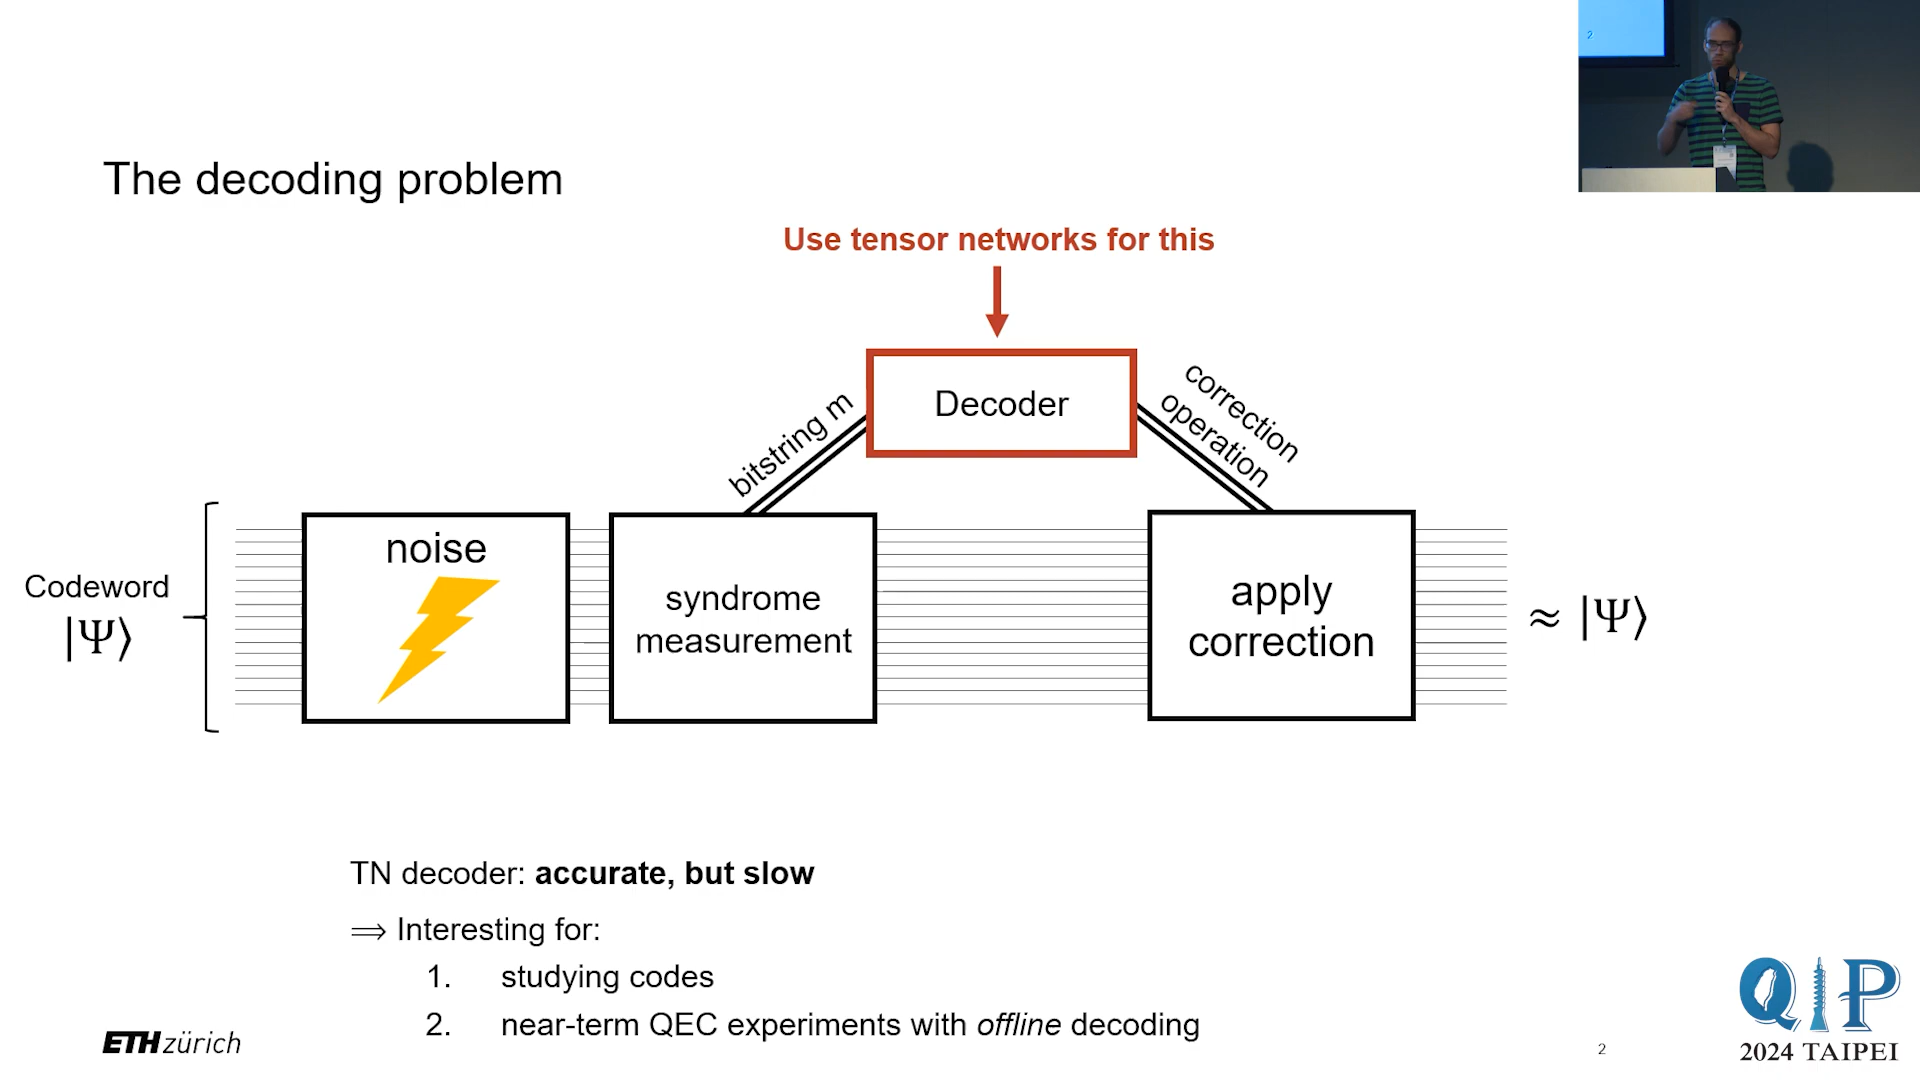 2
The decoding problem
Use tensor networks for this
Decoder
bitstring m
correction
operation
noise
syndrome
measurement
apply
correction
Codeword
|Ψ⟩
≈ |Ψ⟩
TN decoder: accurate, but slow
⟹ Interesting for:
1. studying codes
2. near-term QEC experiments with offline decoding
ETH zürich
2
QIP
2024 TAIPEI